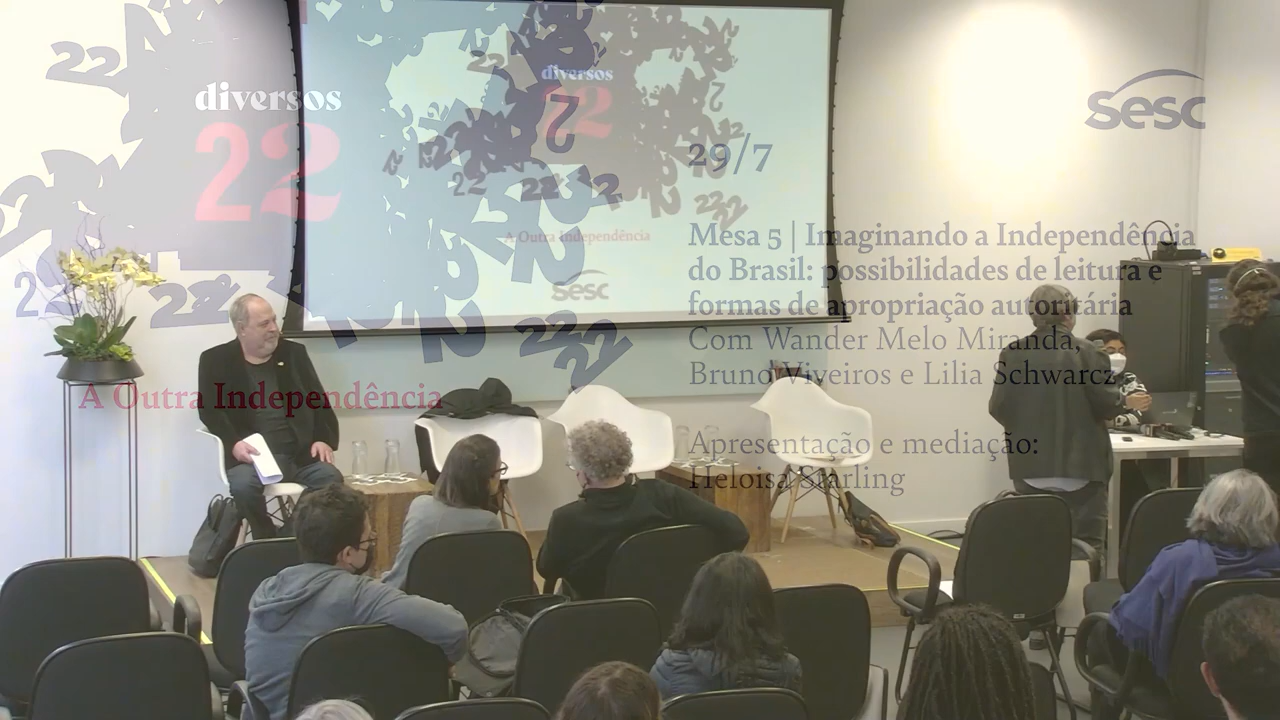 diversos
22
A Outra Independência
diversos
22
A Outra Independência
sesc
sesc
29/7
Mesa 5 | Imaginando a Independência
do Brasil: possibilidades de leitura e
formas de apropriação autoritária
Com Wander Melo Miranda,
Bruno Viveiros e Lilia Schwarcz
Apresentação e mediação:
Heloisa Starling